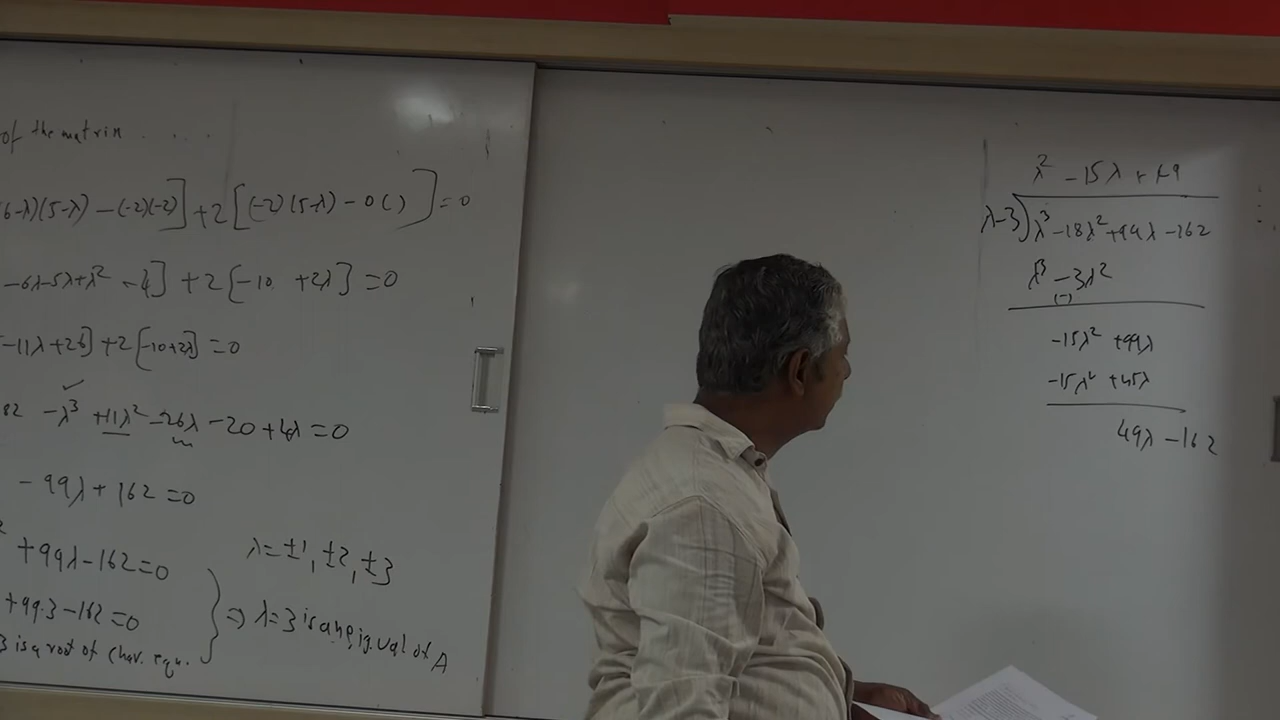 of the matrix . . . . .
6-λ)(5-λ) -(-2)(-2)] +2[(-2)(5-λ) - 0( )] = 0
-6λ-5λ+λ² -4] +2[-10 +2λ] = 0
-11λ+26] +2[-10+2λ] = 0
82 -λ³ +11λ² -26λ -20 +4λ = 0
- 99λ + 162 = 0
² +99λ-162 = 0
+99.3 -162 = 0
3 is a root of Char. equ.
λ = ±1, ±2, ±3
⇒ λ=3 is an eig. val of A
λ² - 15λ + 49
λ-3)λ³-18λ²+99λ-162
λ³ - 3λ²
(-)
-15λ² +99λ
-15λ² +45λ
49λ -162